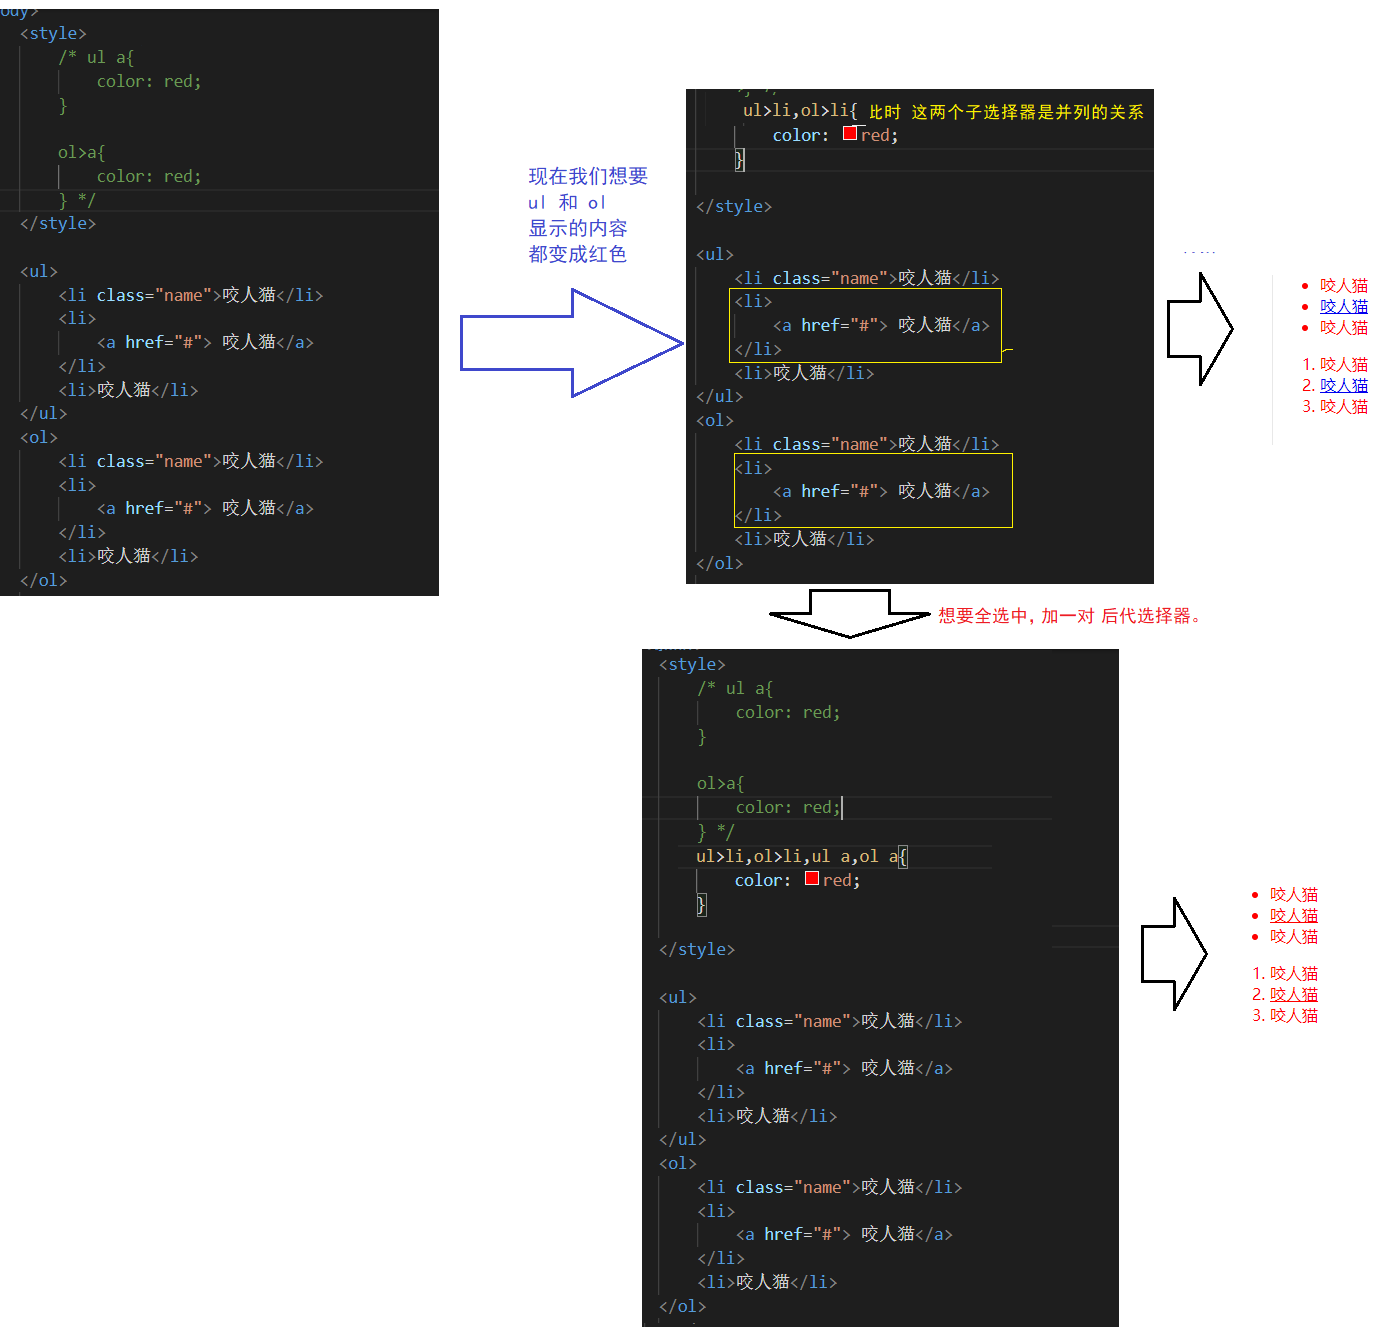 ody>
<style>
/* ul a{
color: red;
}
ol>a{
color: red;
} */
</style>
<ul>
<li class="name">咬人猫</li>
<li>
<a href="#"> 咬人猫</a>
</li>
<li>咬人猫</li>
</ul>
<ol>
<li class="name">咬人猫</li>
<li>
<a href="#"> 咬人猫</a>
</li>
<li>咬人猫</li>
</ol>
现在我们想要
ul 和 ol
显示的内容
都变成红色
ul>li,ol>li{ 比时 这两个子选择器是并列的关系
color: red;
}
</style>
<ul>
<li class="name">咬人猫</li>
<li>
<a href="#"> 咬人猫</a>
</li>
<li>咬人猫</li>
</ul>
<ol>
<li class="name">咬人猫</li>
<li>
<a href="#"> 咬人猫</a>
</li>
<li>咬人猫</li>
</ol>
• 咬人猫
• 咬人猫
• 咬人猫
1. 咬人猫
2. 咬人猫
3. 咬人猫
想要全选中，加一对 后代选择器。
<style>
/* ul a{
color: red;
}
ol>a{
color: red;
} */
ul>li,ol>li,ul a,ol a{
color: red;
}
</style>
<ul>
<li class="name">咬人猫</li>
<li>
<a href="#"> 咬人猫</a>
</li>
<li>咬人猫</li>
</ul>
<ol>
<li class="name">咬人猫</li>
<li>
<a href="#"> 咬人猫</a>
</li>
<li>咬人猫</li>
</ol>
• 咬人猫
• 咬人猫
• 咬人猫
1. 咬人猫
2. 咬人猫
3. 咬人猫